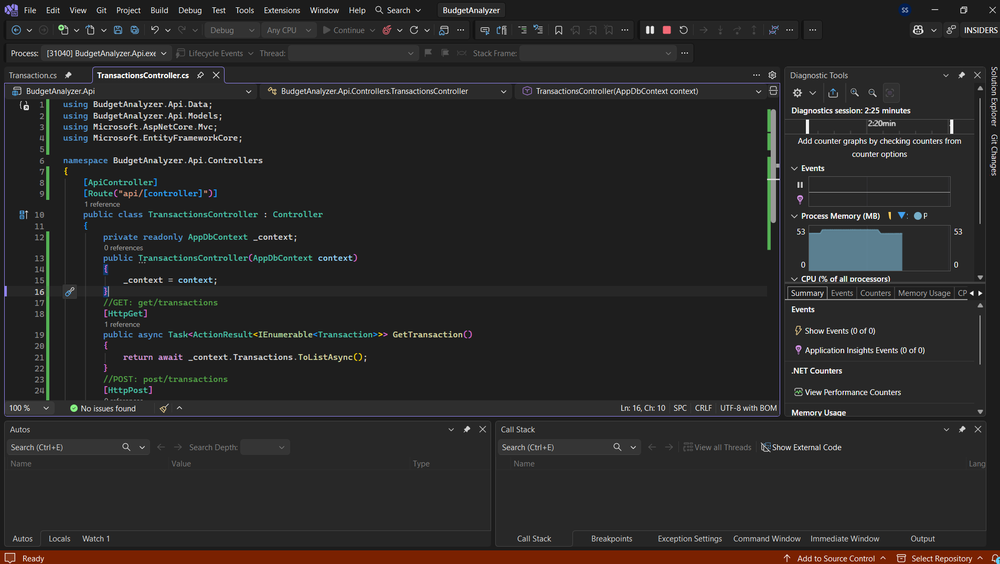 File Edit View Git Project Build Debug Test Tools Extensions Window Help Search BudgetAnalyzer SS
Debug Any CPU Continue INSIDERS
Process: [31040] BudgetAnalyzer.Api.exe Lifecycle Events Thread: Stack Frame:
Transaction.cs TransactionsController.cs
BudgetAnalyzer.Api BudgetAnalyzer.Api.Controllers.TransactionsController TransactionsController(AppDbContext context)
1 using BudgetAnalyzer.Api.Data;
2 using BudgetAnalyzer.Api.Models;
3 using Microsoft.AspNetCore.Mvc;
4 using Microsoft.EntityFrameworkCore;
5
6 namespace BudgetAnalyzer.Api.Controllers
7 {
8 [ApiController]
9 [Route("api/[controller]")]
1 reference
10 public class TransactionsController : Controller
11 {
12 private readonly AppDbContext _context;
0 references
13 public TransactionsController(AppDbContext context)
14 {
15 _context = context;
16 }
17 //GET: get/transactions
18 [HttpGet]
1 reference
19 public async Task<ActionResult<IEnumerable<Transaction>>> GetTransaction()
20 {
21 return await _context.Transactions.ToListAsync();
22 }
23 //POST: post/transactions
24 [HttpPost]
100 % No issues found Ln: 16, Ch: 10 SPC CRLF UTF-8 with BOM
Diagnostic Tools
Diagnostics session: 2:25 minutes
2:20min
Add counter graphs by checking counters from
counter options
Events
Process Memory (MB) P
53 53
0 0
CPU (% of all processors)
Summary Events Counters Memory Usage CP
Events
Show Events (0 of 0)
Application Insights Events (0 of 0)
.NET Counters
View Performance Counters
Memory Usage
Solution Explorer
Git Changes
Autos
Search (Ctrl+E) Search Depth:
Name Value Type
Autos Locals Watch 1
Call Stack
Search (Ctrl+E) View all Threads Show External Code
Name Lang
Call Stack Breakpoints Exception Settings Command Window Immediate Window Output
Ready Add to Source Control Select Repository